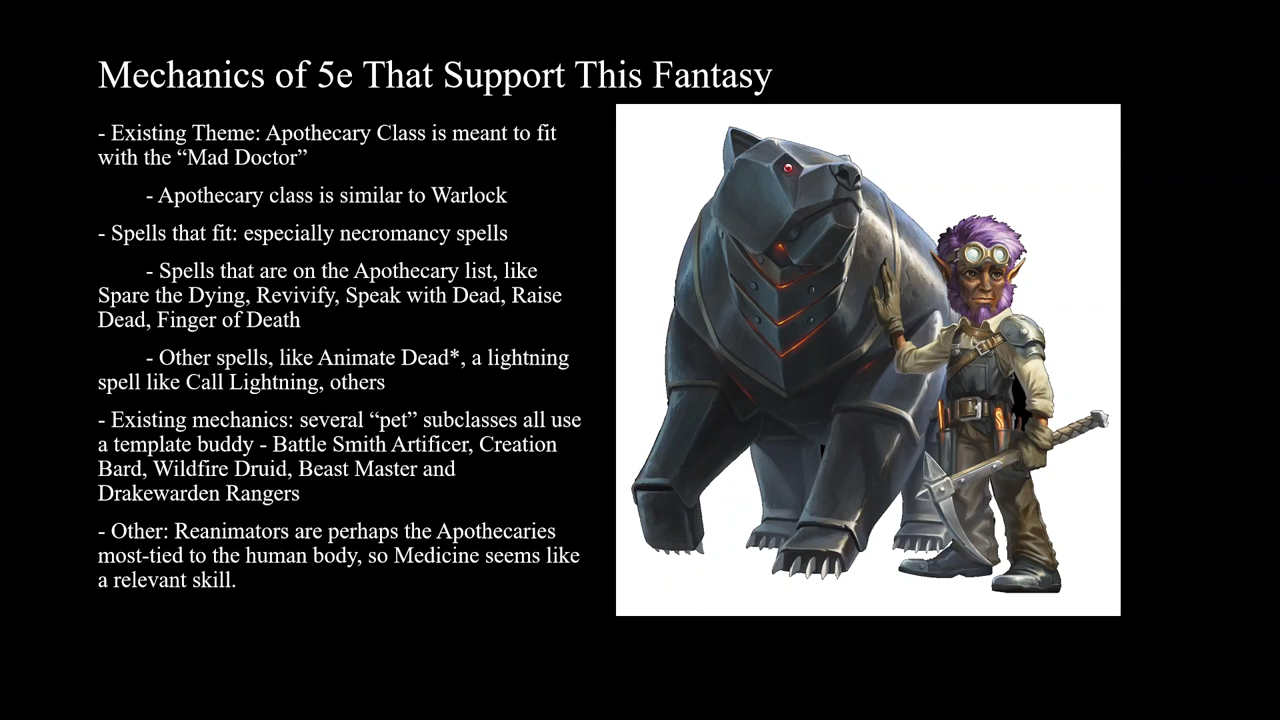 Mechanics of 5e That Support This Fantasy
- Existing Theme: Apothecary Class is meant to fit
with the “Mad Doctor”
- Apothecary class is similar to Warlock
- Spells that fit: especially necromancy spells
- Spells that are on the Apothecary list, like
Spare the Dying, Revivify, Speak with Dead, Raise
Dead, Finger of Death
- Other spells, like Animate Dead*, a lightning
spell like Call Lightning, others
- Existing mechanics: several “pet” subclasses all use
a template buddy - Battle Smith Artificer, Creation
Bard, Wildfire Druid, Beast Master and
Drakewarden Rangers
- Other: Reanimators are perhaps the Apothecaries
most-tied to the human body, so Medicine seems like
a relevant skill.